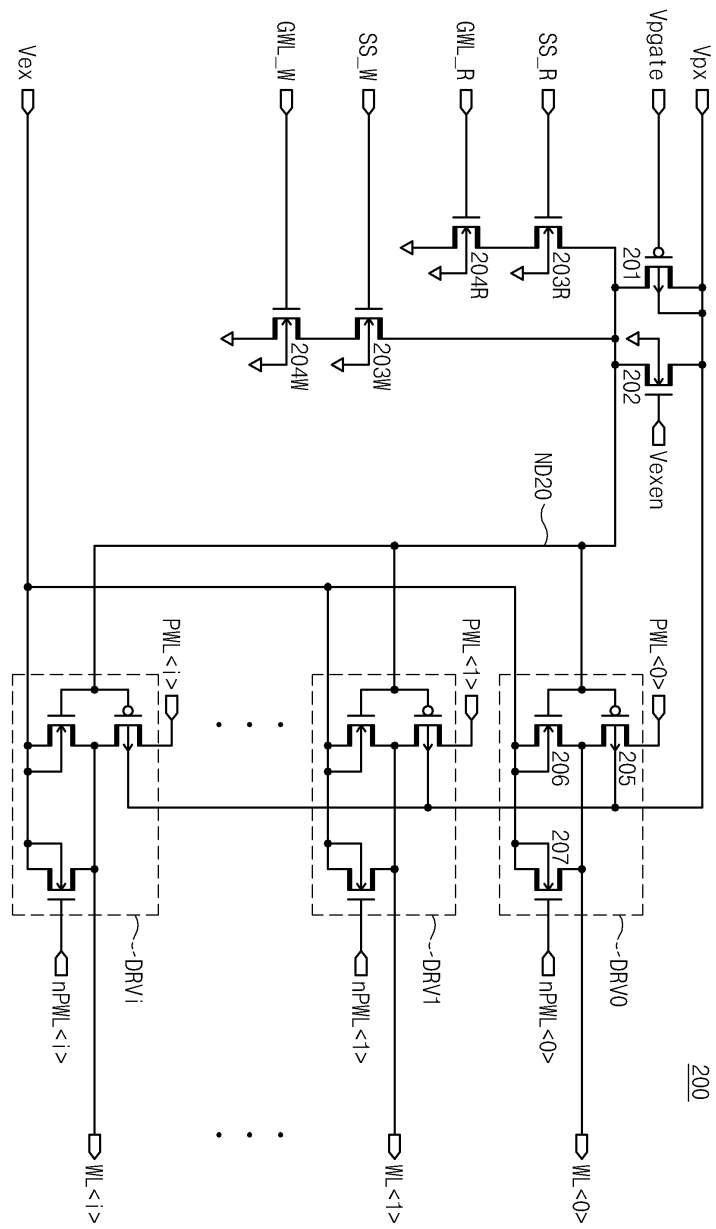 200
Vpx
Vpgate
SS_R
GWL_R
SS_W
GWL_W
Vex
201
202
203R
204R
203W
204W
Vexen
ND20
PWL<0>
205
206
207
DRV0
nPWL<0>
WL<0>
PWL<1>
DRV1
nPWL<1>
WL<1>
PWL<i>
DRVi
nPWL<i>
WL<i>